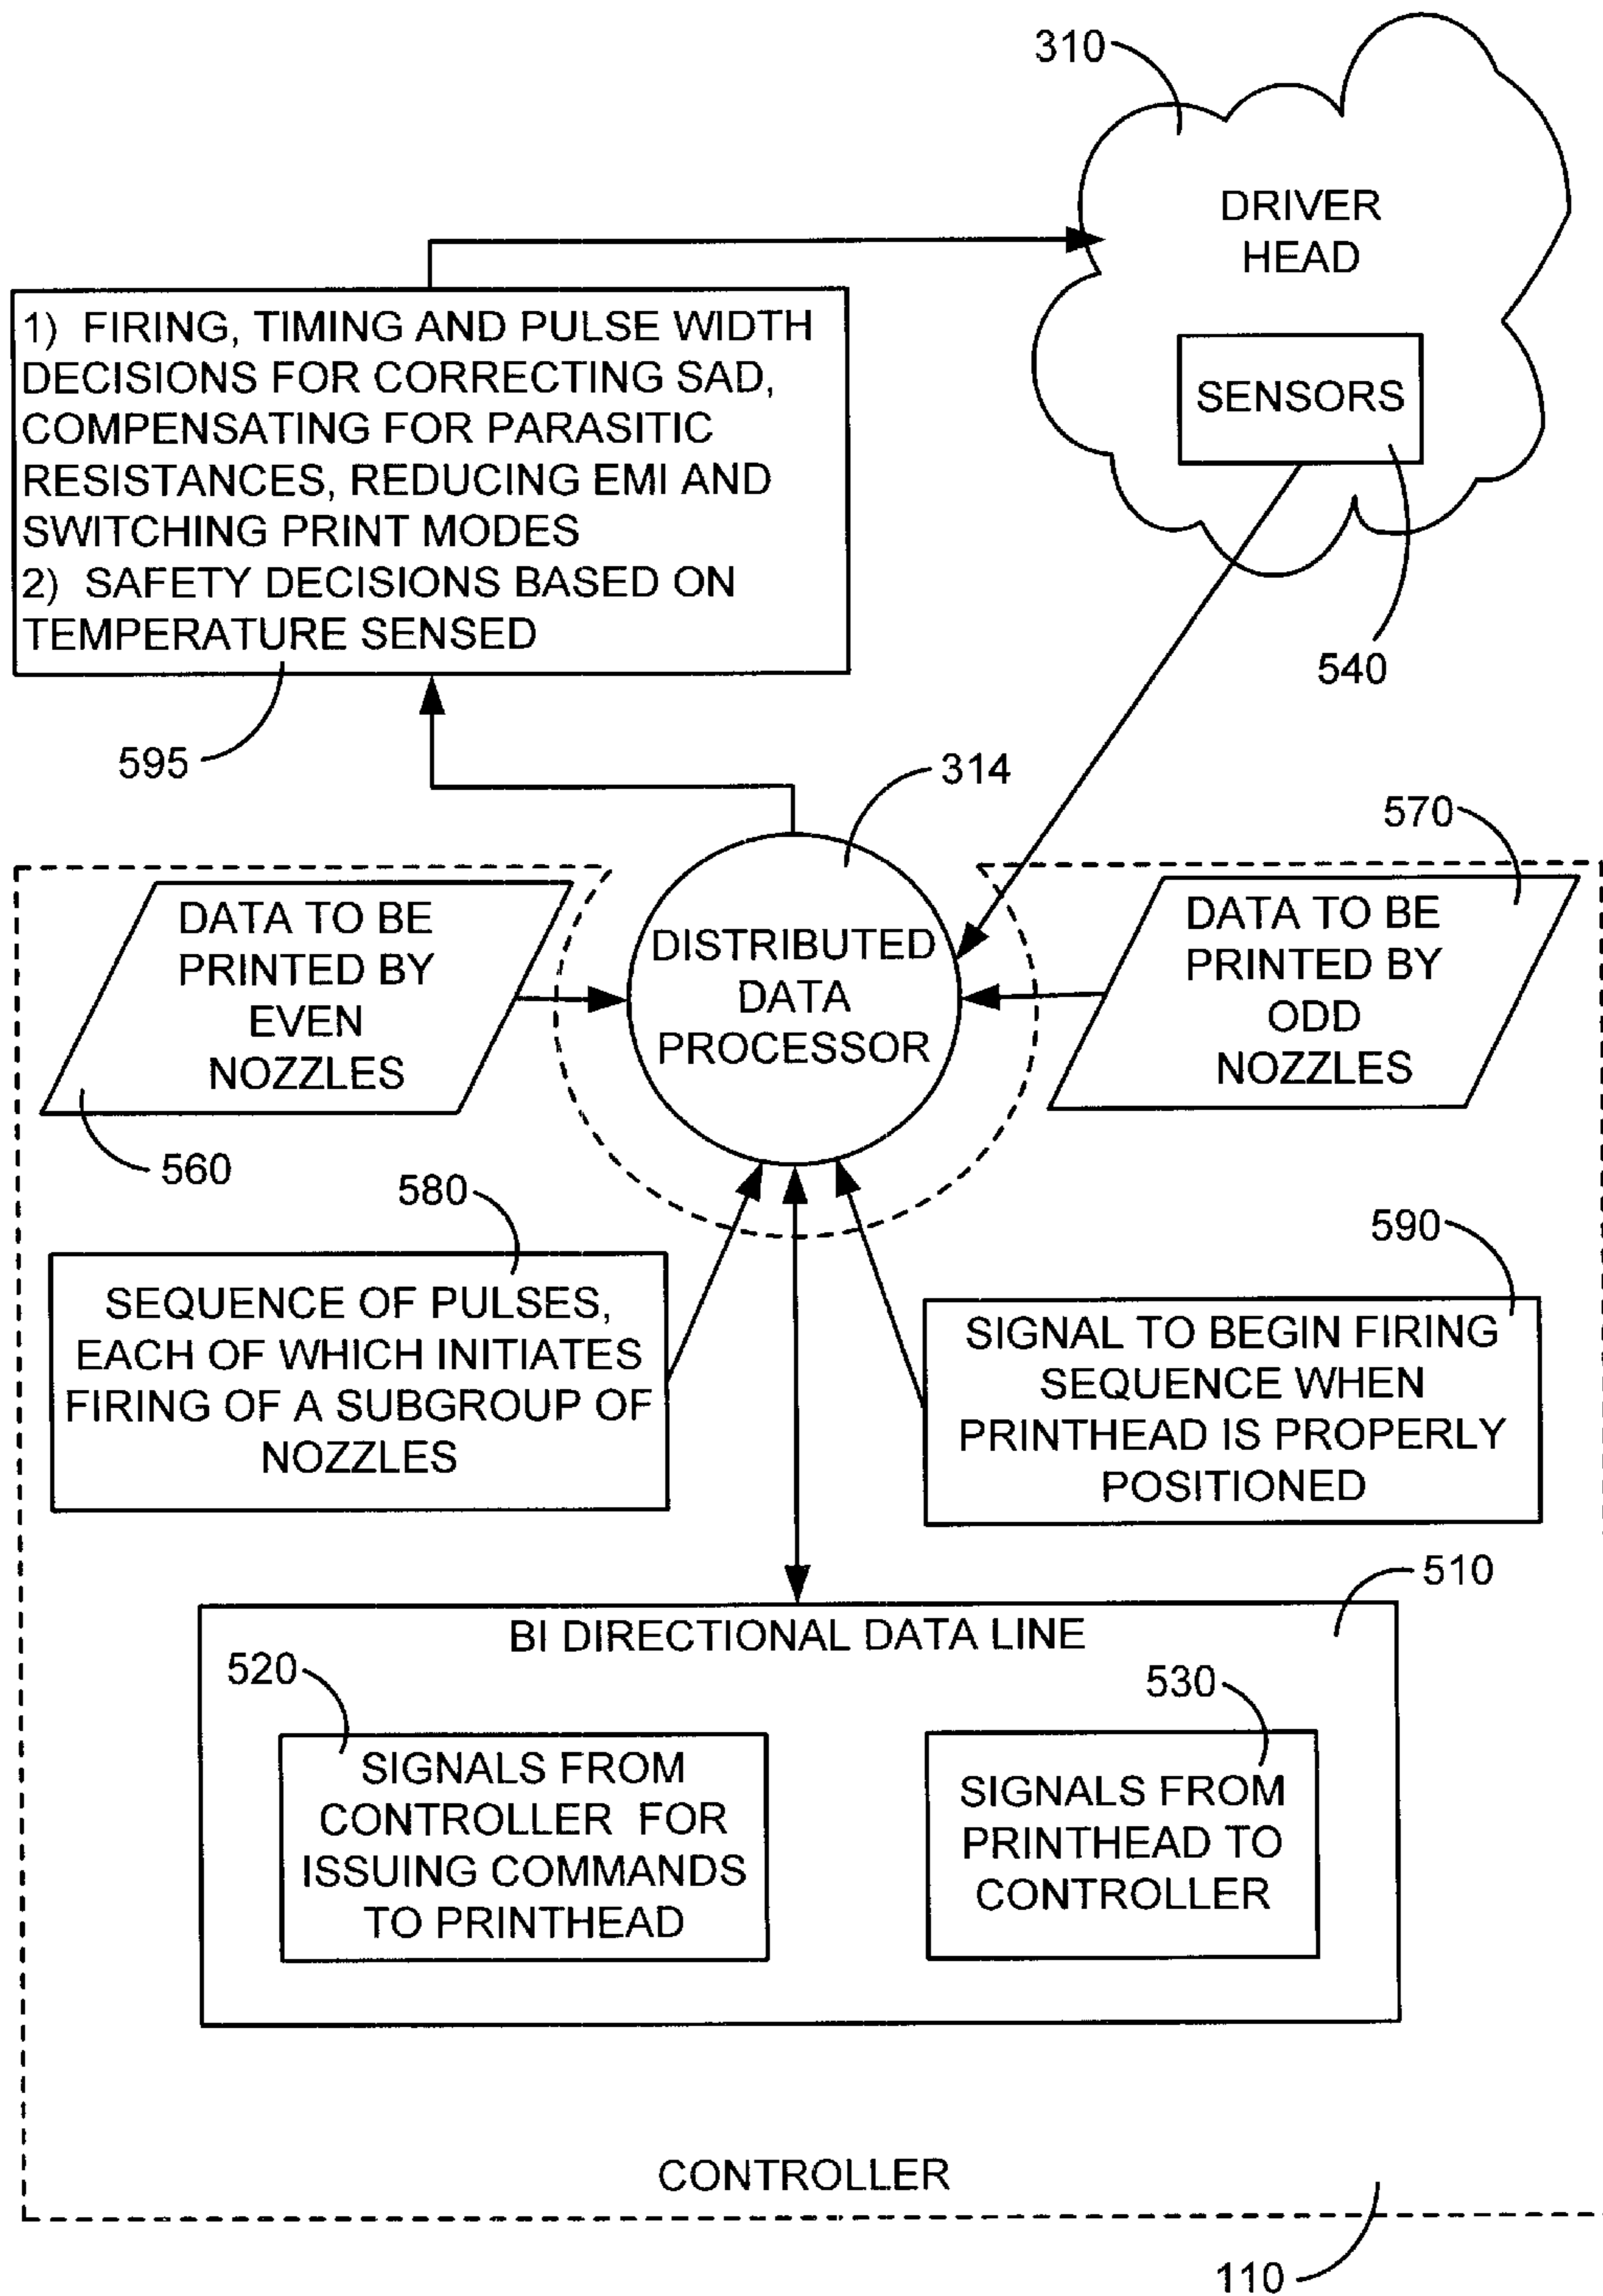 310
DRIVER
HEAD
SENSORS
540
1) FIRING, TIMING AND PULSE WIDTH
DECISIONS FOR CORRECTING SAD,
COMPENSATING FOR PARASITIC
RESISTANCES, REDUCING EMI AND
SWITCHING PRINT MODES
2) SAFETY DECISIONS BASED ON
TEMPERATURE SENSED
595
314
570
DATA TO BE
PRINTED BY
EVEN
NOZZLES
560
DISTRIBUTED
DATA
PROCESSOR
DATA TO BE
PRINTED BY
ODD
NOZZLES
580
SEQUENCE OF PULSES,
EACH OF WHICH INITIATES
FIRING OF A SUBGROUP OF
NOZZLES
590
SIGNAL TO BEGIN FIRING
SEQUENCE WHEN
PRINTHEAD IS PROPERLY
POSITIONED
510
BI DIRECTIONAL DATA LINE
520
SIGNALS FROM
CONTROLLER FOR
ISSUING COMMANDS
TO PRINTHEAD
530
SIGNALS FROM
PRINTHEAD TO
CONTROLLER
CONTROLLER
110